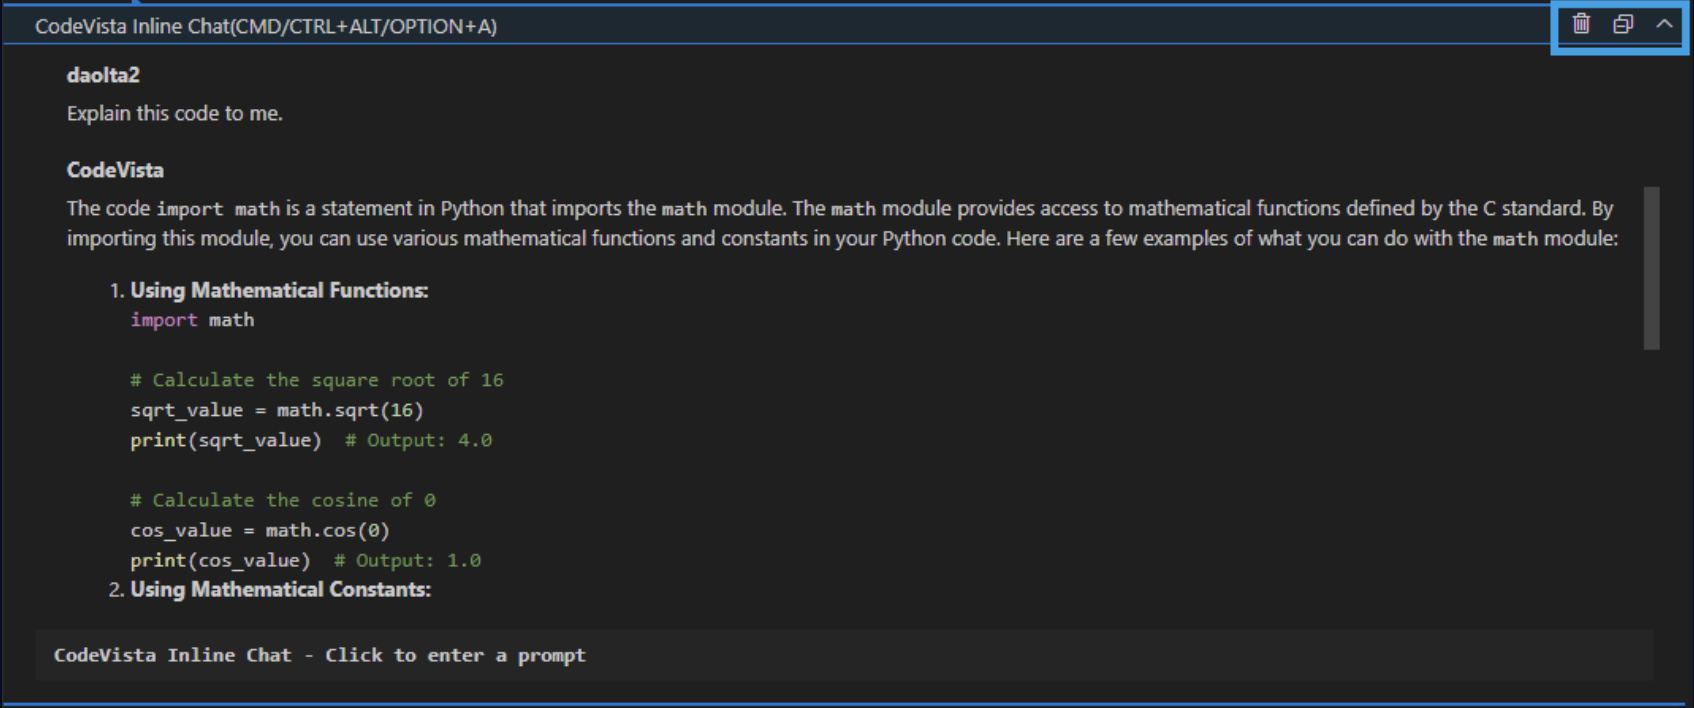 CodeVista Inline Chat(CMD/CTRL+ALT/OPTION+A)
daolta2
Explain this code to me.
CodeVista
The code import math is a statement in Python that imports the math module. The math module provides access to mathematical functions defined by the C standard. By
importing this module, you can use various mathematical functions and constants in your Python code. Here are a few examples of what you can do with the math module:
1. Using Mathematical Functions:
import math
# Calculate the square root of 16
sqrt_value = math.sqrt(16)
print(sqrt_value)  # Output: 4.0
# Calculate the cosine of 0
cos_value = math.cos(0)
print(cos_value)  # Output: 1.0
2. Using Mathematical Constants:
CodeVista Inline Chat - Click to enter a prompt